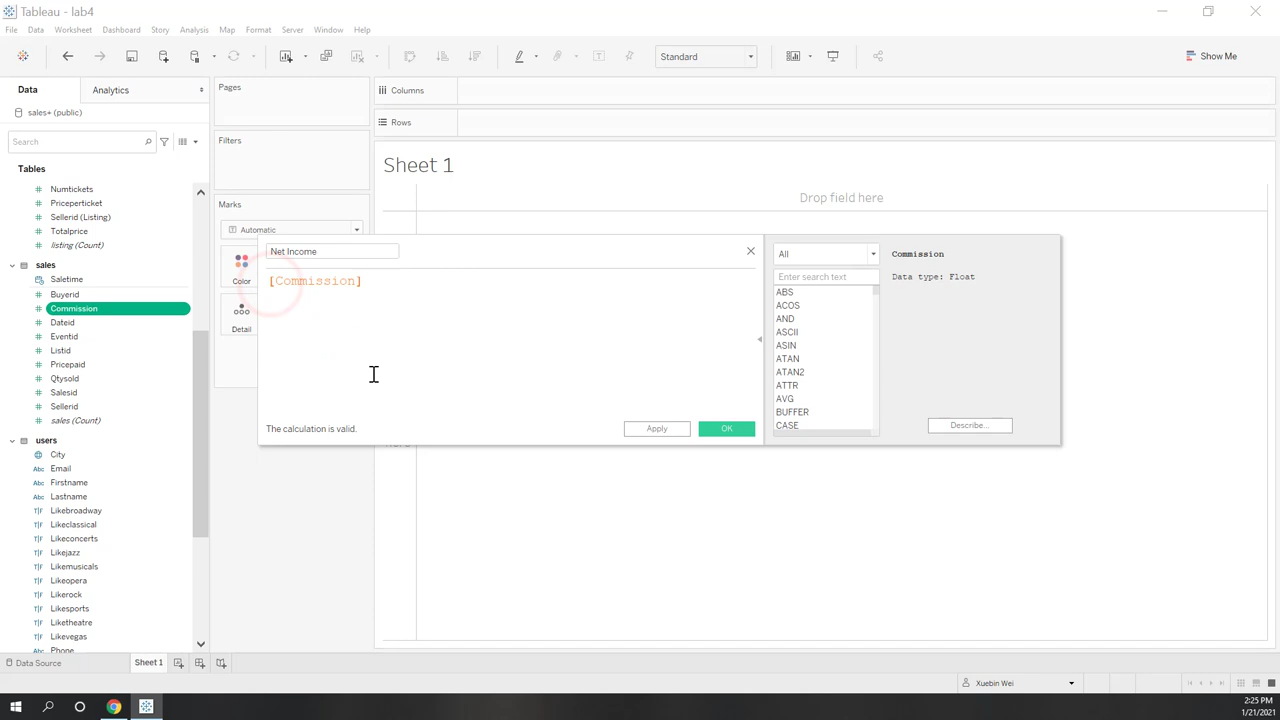 Tableau - lab4
File Data Worksheet Dashboard Story Analysis Map Format Server Window Help
Standard
Show Me
Data
Analytics
sales+ (public)
Search
Tables
Numtickets
Priceperticket
Sellerid (Listing)
Totalprice
listing (Count)
sales
Saletime
Buyerid
Commission
Dateid
Eventid
Listid
Pricepaid
Qtysold
Salesid
Sellerid
sales (Count)
users
City
Abc Email
Abc Firstname
Abc Lastname
T|F Likebroadway
T|F Likeclassical
T|F Likeconcerts
T|F Likejazz
T|F Likemusicals
T|F Likeopera
T|F Likerock
T|F Likesports
T|F Liketheatre
T|F Likevegas
Abc Phone
Pages
Filters
Marks
Automatic
Color
Detail
Columns
Rows
Sheet 1
Drop field here
Net Income
[Commission]
The calculation is valid.
Apply
OK
All
Enter search text
ABS
ACOS
AND
ASCII
ASIN
ATAN
ATAN2
ATTR
AVG
BUFFER
CASE
Commission
Data type: Float
Describe...
Data Source
Sheet 1
Xuebin Wei
2:25 PM
1/21/2021